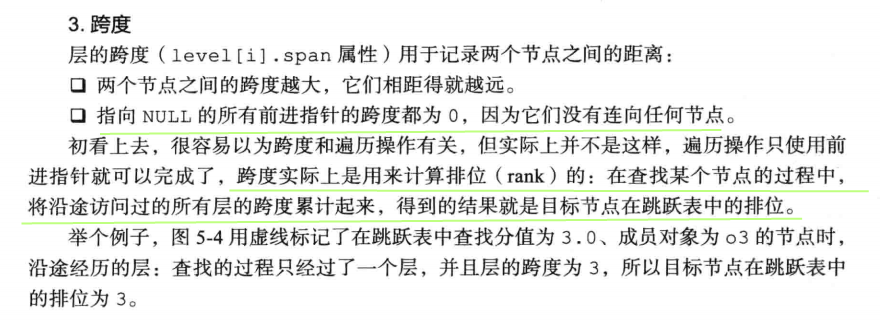 3. 跨度
层的跨度（level[i].span 属性）用于记录两个节点之间的距离：
❑ 两个节点之间的跨度越大，它们相距得就越远。
❑ 指向 NULL 的所有前进指针的跨度都为 0，因为它们没有连向任何节点。
初看上去，很容易以为跨度和遍历操作有关，但实际上并不是这样，遍历操作只使用前
进指针就可以完成了，跨度实际上是用来计算排位（rank）的：在查找某个节点的过程中，
将沿途访问过的所有层的跨度累计起来，得到的结果就是目标节点在跳跃表中的排位。
举个例子，图 5-4 用虚线标记了在跳跃表中查找分值为 3.0、成员对象为 o3 的节点时，
沿途经历的层：查找的过程只经过了一个层，并且层的跨度为 3，所以目标节点在跳跃表中
的排位为 3。